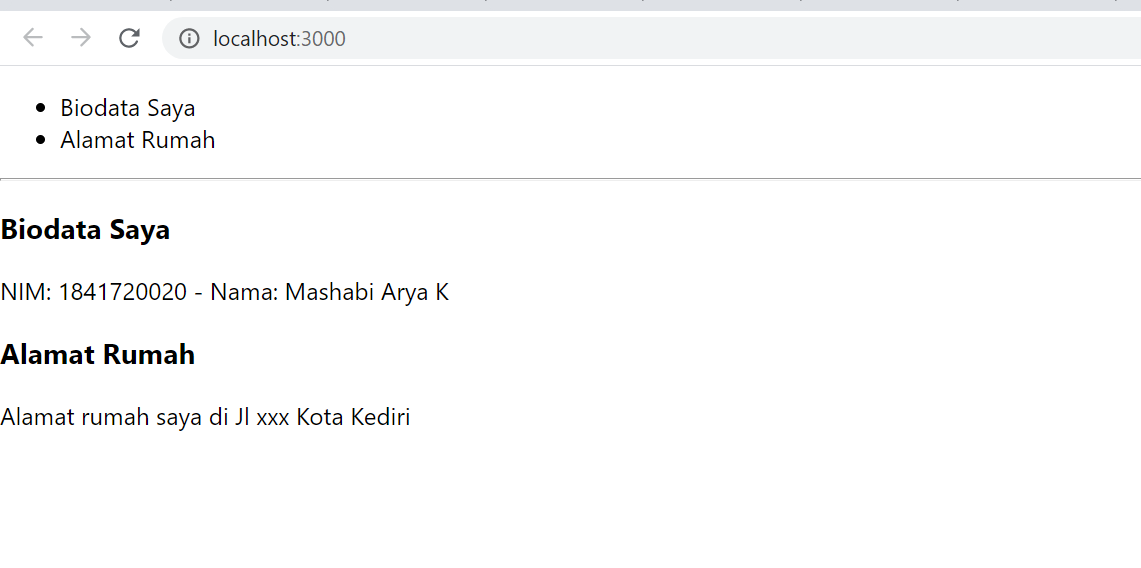 localhost:3000
Biodata Saya
Alamat Rumah
Biodata Saya
NIM: 1841720020 - Nama: Mashabi Arya K
Alamat Rumah
Alamat rumah saya di Jl xxx Kota Kediri